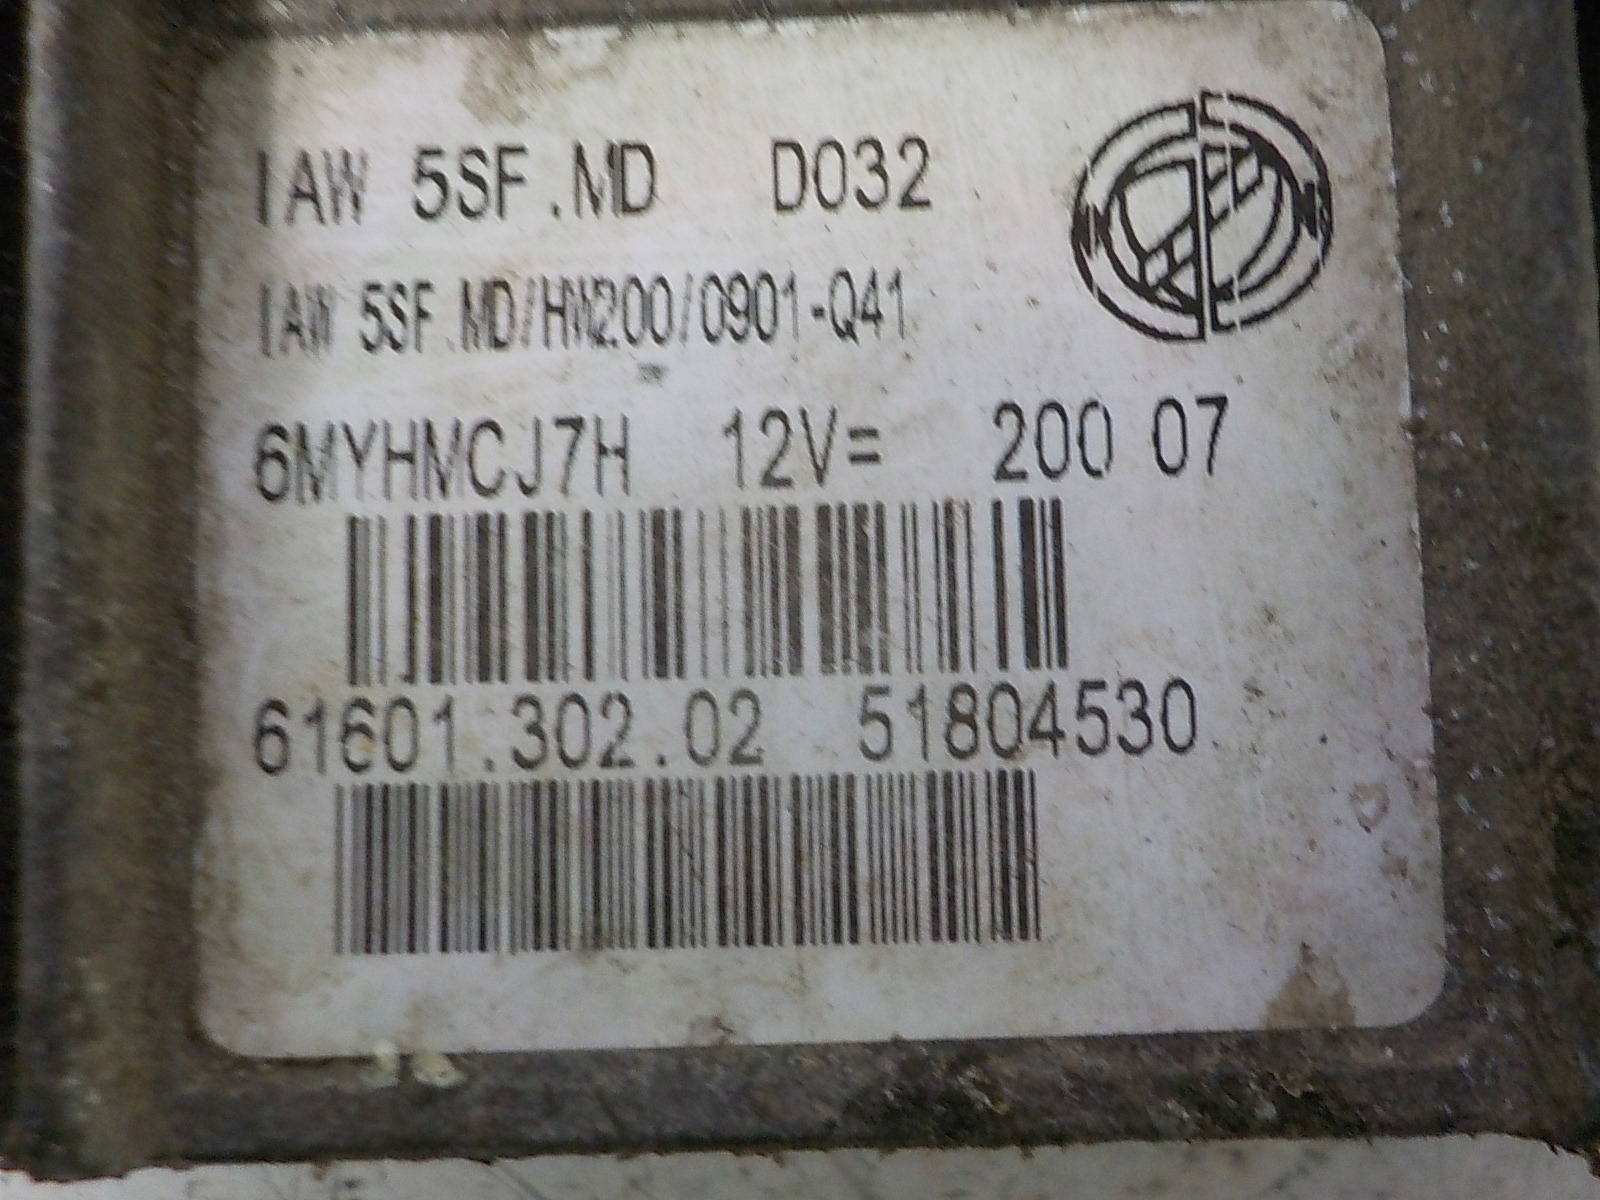 IAW 5SF.MD D032
IAW 5SF.MD/HW200/0901-Q41
6MYHMCJ7H 12V= 200 07
61601.302.02 51804530